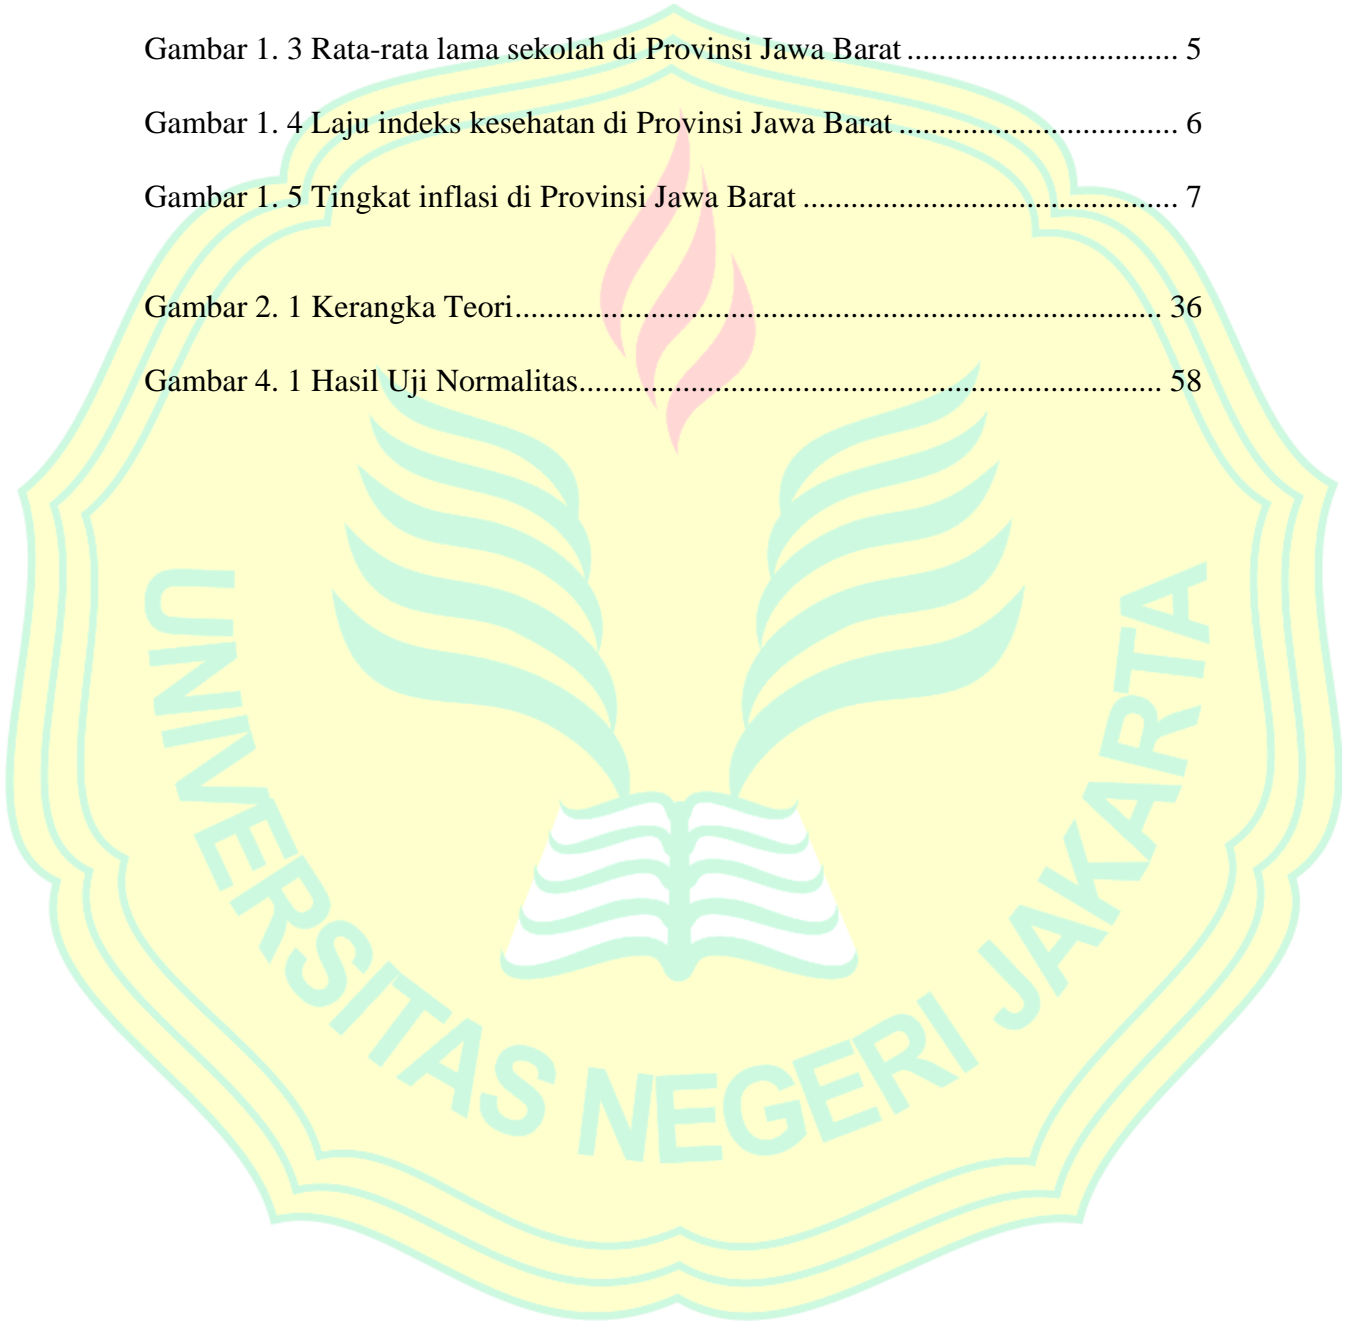 Gambar 1. 3 Rata-rata lama sekolah di Provinsi Jawa Barat .................................. 5
Gambar 1. 4 Laju indeks kesehatan di Provinsi Jawa Barat ................................... 6
Gambar 1. 5 Tingkat inflasi di Provinsi Jawa Barat ............................................... 7
Gambar 2. 1 Kerangka Teori................................................................................. 36
Gambar 4. 1 Hasil Uji Normalitas......................................................................... 58
UNIVERSITAS NEGERI JAKARTA